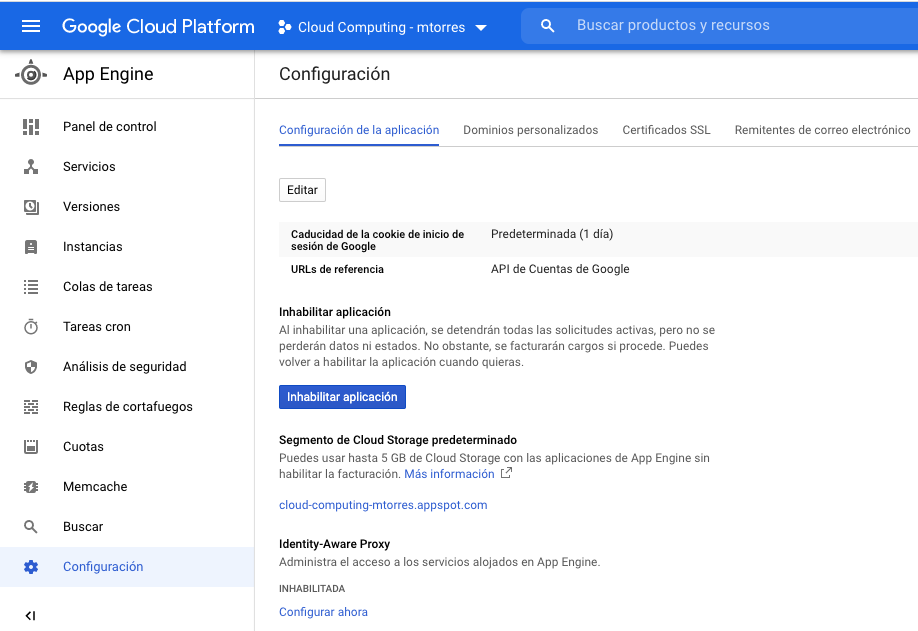 Google Cloud Platform
Cloud Computing - mtorres
Buscar productos y recursos
App Engine
Configuración
Panel de control
Servicios
Versiones
Instancias
Colas de tareas
Tareas cron
Análisis de seguridad
Reglas de cortafuegos
Cuotas
Memcache
Buscar
Configuración
Configuración de la aplicación
Dominios personalizados
Certificados SSL
Remitentes de correo electrónico
Editar
Caducidad de la cookie de inicio de
sesión de Google
Predeterminada (1 día)
URLs de referencia
API de Cuentas de Google
Inhabilitar aplicación
Al inhabilitar una aplicación, se detendrán todas las solicitudes activas, pero no se
perderán datos ni estados. No obstante, se facturarán cargos si procede. Puedes
volver a habilitar la aplicación cuando quieras.
Inhabilitar aplicación
Segmento de Cloud Storage predeterminado
Puedes usar hasta 5 GB de Cloud Storage con las aplicaciones de App Engine sin
habilitar la facturación. Más información
cloud-computing-mtorres.appspot.com
Identity-Aware Proxy
Administra el acceso a los servicios alojados en App Engine.
INHABILITADA
Configurar ahora